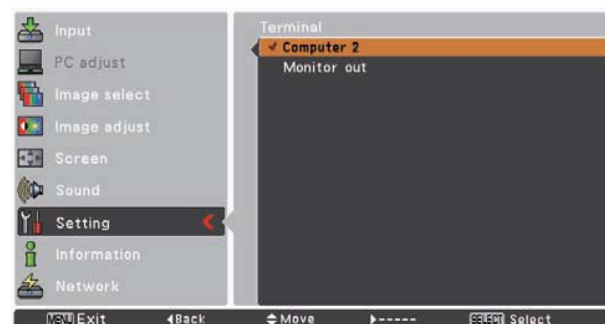 Input
PC adjust
Image select
Image adjust
Screen
Sound
Setting
Information
Network
Terminal
✔ Computer 2
Monitor out
MENU Exit ◀Back ⬍Move ▶----- SELECT Select